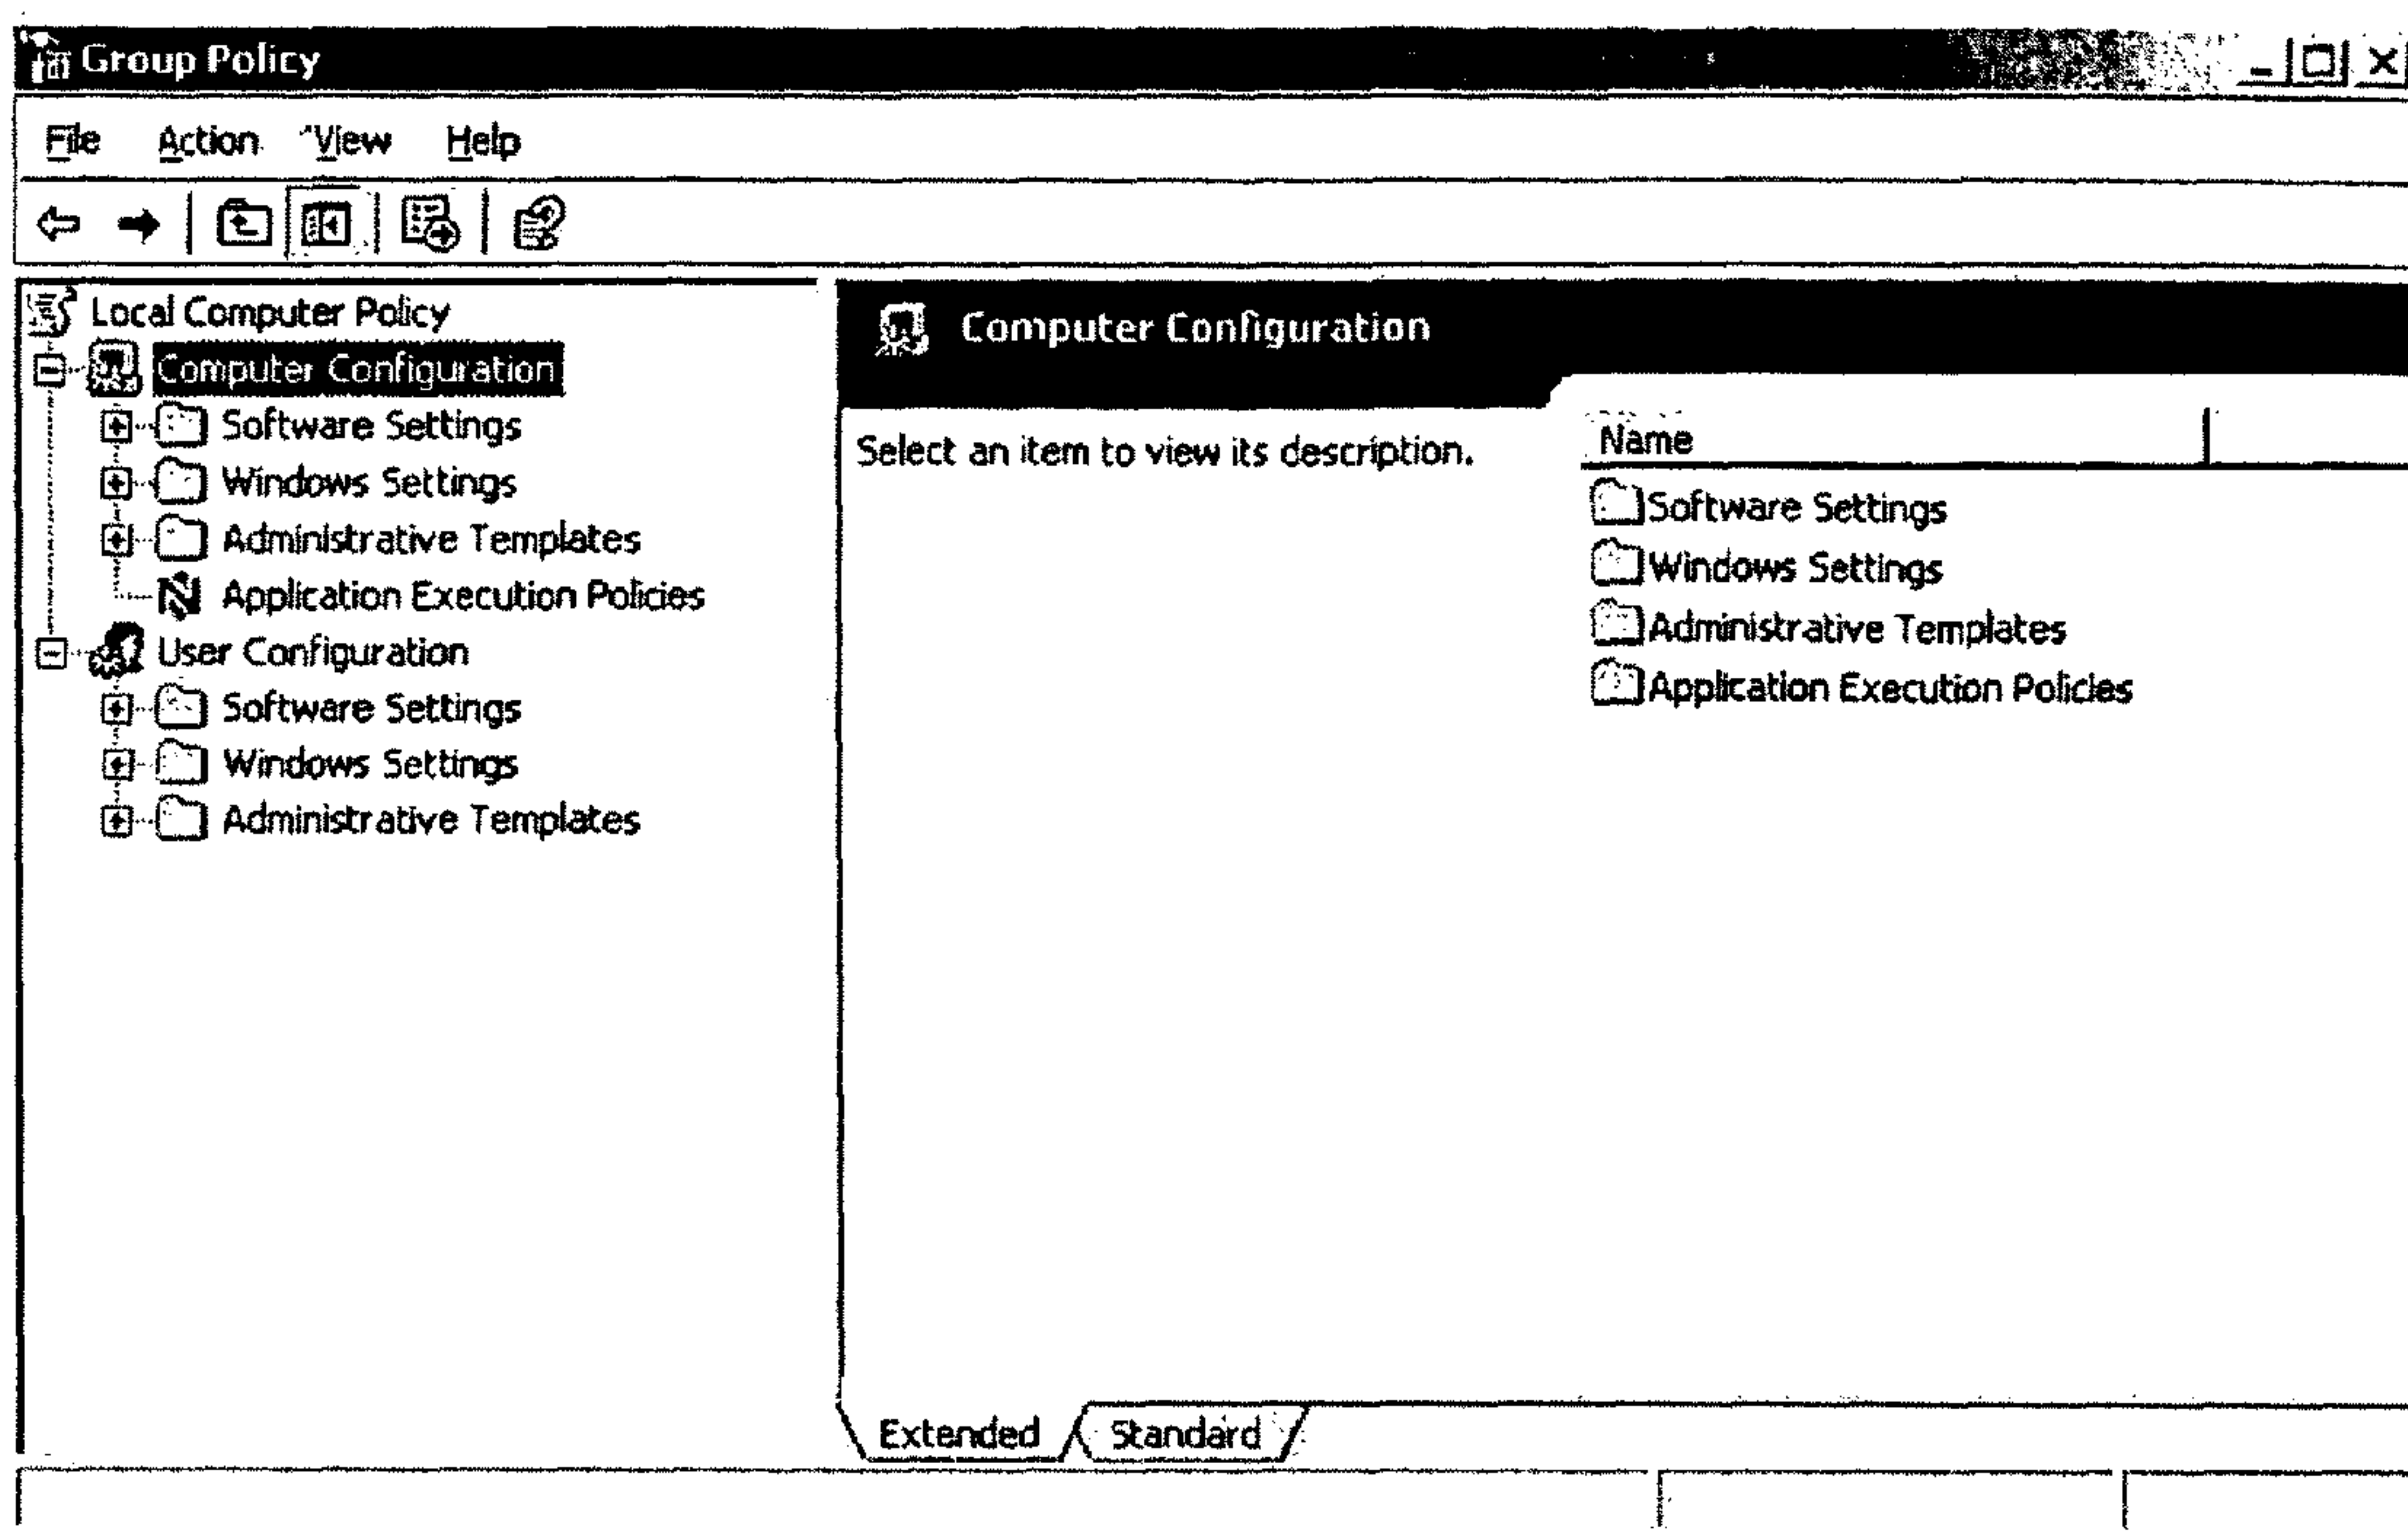 Group Policy
File Action View Help
Local Computer Policy
Computer Configuration
Software Settings
Windows Settings
Administrative Templates
Application Execution Policies
User Configuration
Software Settings
Windows Settings
Administrative Templates
Computer Configuration
Select an item to view its description.
Name
Software Settings
Windows Settings
Administrative Templates
Application Execution Policies
Extended Standard